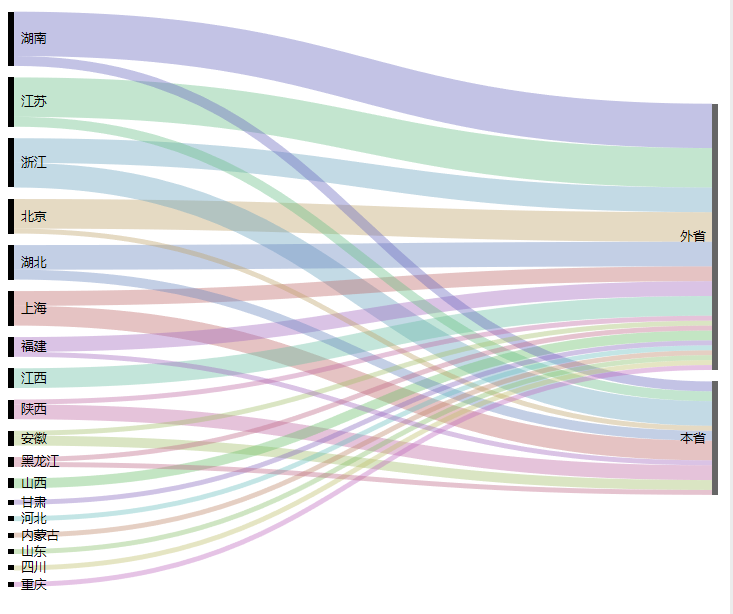 湖南
江苏
浙江
北京
湖北
上海
福建
江西
陕西
安徽
黑龙江
山西
甘肃
河北
内蒙古
山东
四川
重庆
外省
本省